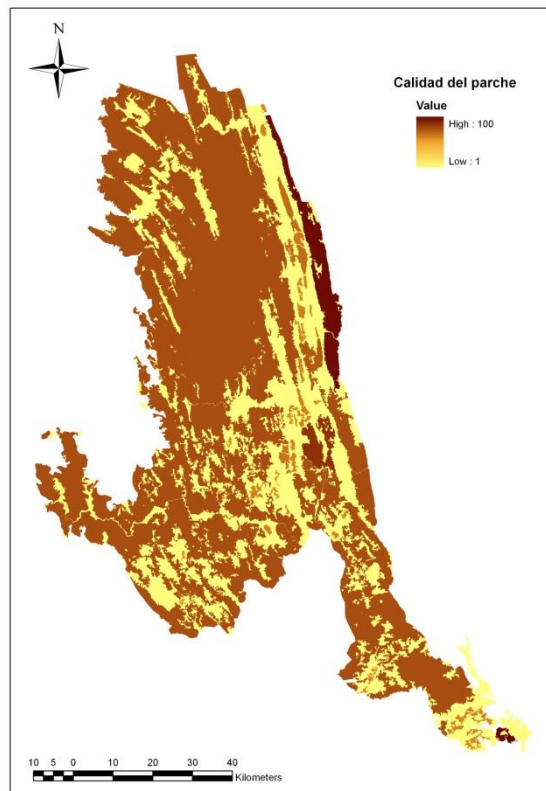 N
Calidad del parche
Value
High : 100
Low : 1
10 5 0 10 20 30 40
Kilometers